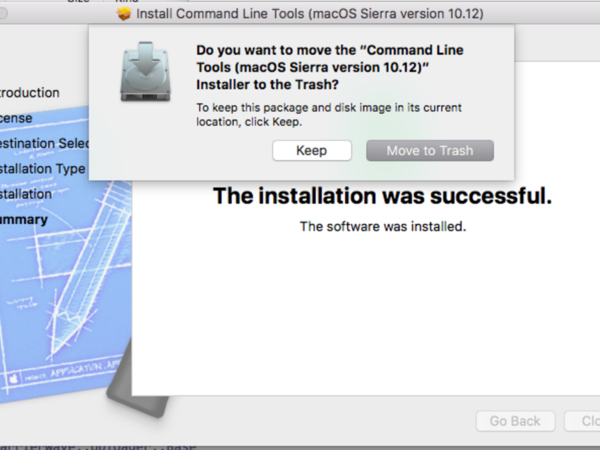 Install Command Line Tools (macOS Sierra version 10.12)
Do you want to move the “Command Line
Tools (macOS Sierra version 10.12)”
Installer to the Trash?
To keep this package and disk image in its current
location, click Keep.
Keep
Move to Trash
troduction
cense
estination Selec
stallation Type
stallation
ummary
The installation was successful.
The software was installed.
Go Back
Clo